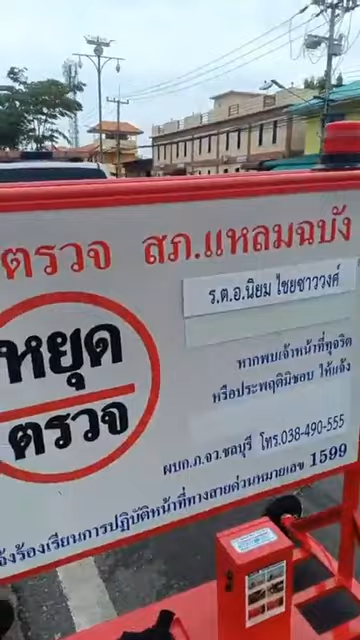 ตรวจ สภ.แหลมฉบัง
ร.ต.อ.นิยม ไชยชาววงศ์
หยุด
ตรวจ
หากพบเจ้าหน้าที่ทุจริต
หรือประพฤติมิชอบ ให้แจ้ง
ผบก.ภ.จว.ชลบุรี โทร.038-490-555
ร้องเรียนการปฏิบัติหน้าที่ทางสายด่วนหมายเลข 1599